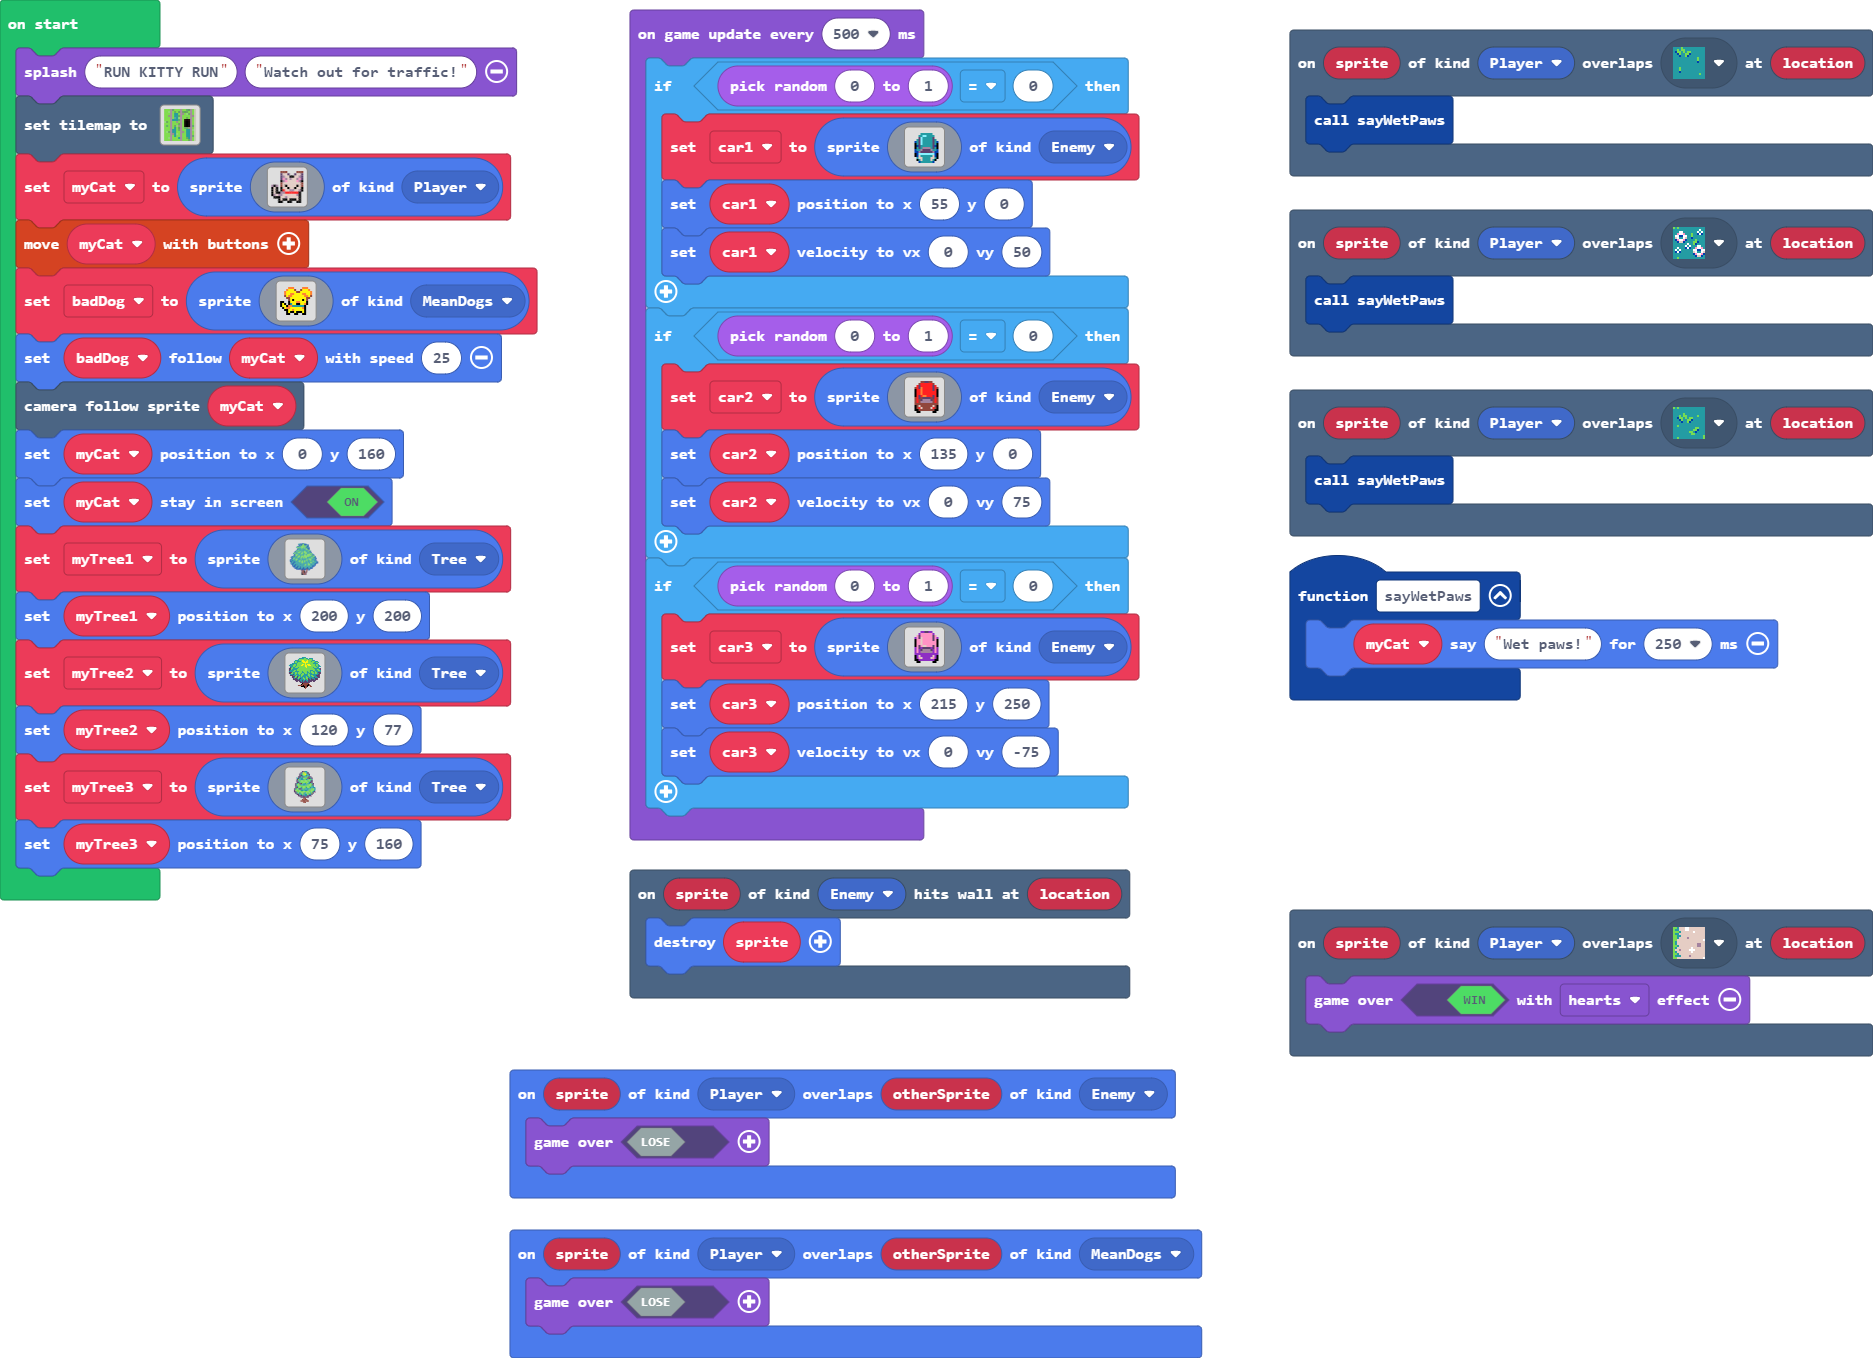 on start
splash "RUN KITTY RUN" "Watch out for traffic!"
set tilemap to
set myCat to sprite of kind Player
move myCat with buttons
set badDog to sprite of kind MeanDogs
set badDog follow myCat with speed 25
camera follow sprite myCat
set myCat position to x 0 y 160
set myCat stay in screen ON
set myTree1 to sprite of kind Tree
set myTree1 position to x 200 y 200
set myTree2 to sprite of kind Tree
set myTree2 position to x 120 y 77
set myTree3 to sprite of kind Tree
set myTree3 position to x 75 y 160
on game update every 500 ms
if pick random 0 to 1 = 0 then
set car1 to sprite of kind Enemy
set car1 position to x 55 y 0
set car1 velocity to vx 0 vy 50
if pick random 0 to 1 = 0 then
set car2 to sprite of kind Enemy
set car2 position to x 135 y 0
set car2 velocity to vx 0 vy 75
if pick random 0 to 1 = 0 then
set car3 to sprite of kind Enemy
set car3 position to x 215 y 250
set car3 velocity to vx 0 vy -75
on sprite of kind Enemy hits wall at location
destroy sprite
on sprite of kind Player overlaps otherSprite of kind Enemy
game over LOSE
on sprite of kind Player overlaps otherSprite of kind MeanDogs
game over LOSE
on sprite of kind Player overlaps at location
call sayWetPaws
on sprite of kind Player overlaps at location
call sayWetPaws
on sprite of kind Player overlaps at location
call sayWetPaws
function sayWetPaws
myCat say "Wet paws!" for 250 ms
on sprite of kind Player overlaps at location
game over WIN with hearts effect